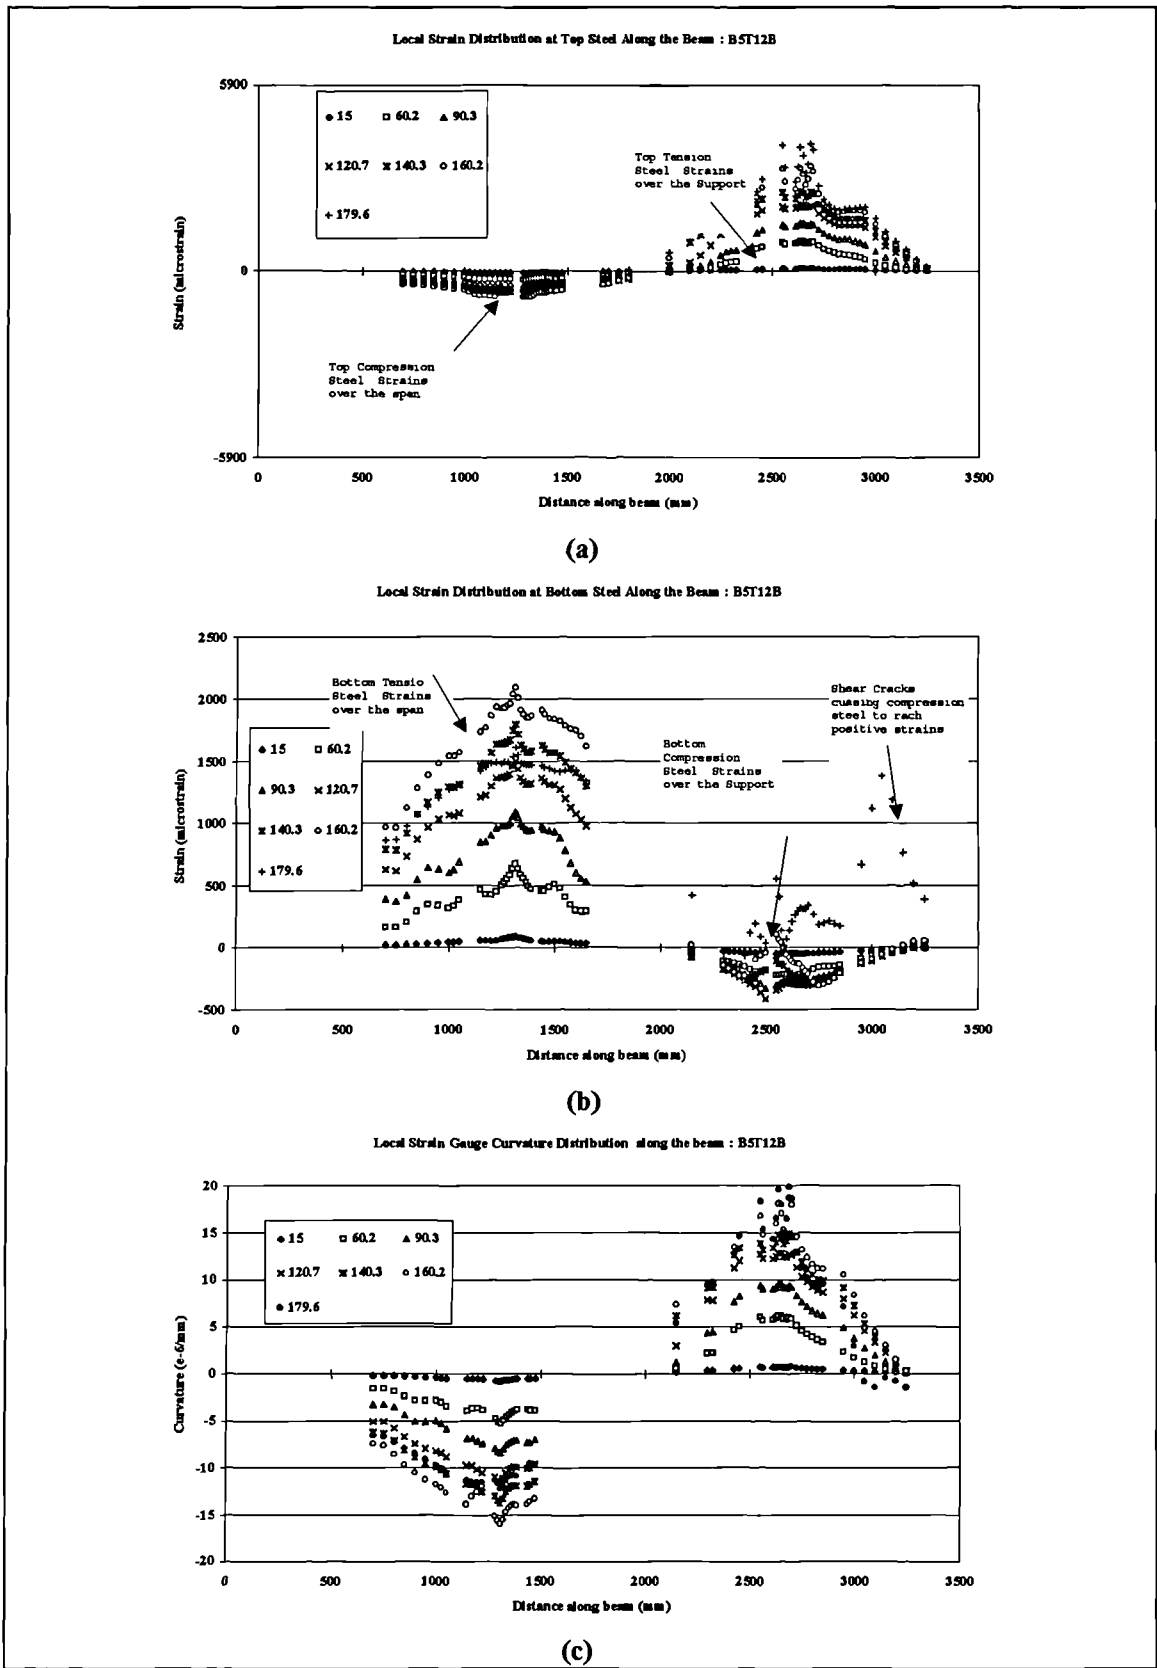 Local Strain Distribution at Top Steel Along the Beam : B5T12B
5900
0
-5900
Strain (microstrain)
15 60.2 90.3
120.7 140.3 160.2
179.6
Top Tension
Steel Strains
over the Support
Top Compression
Steel Strains
over the span
0 500 1000 1500 2000 2500 3000 3500
Distance along beam (mm)
(a)
Local Strain Distribution at Bottom Steel Along the Beam : B5T12B
2500
2000
1500
1000
500
0
-500
Strain (microstrain)
15 60.2
90.3 120.7
140.3 160.2
179.6
Bottom Tensio
Steel Strains
over the span
Bottom
Compression
Steel Strains
over the Support
Shear Cracks
cuasing compression
steel to rach
positive strains
0 500 1000 1500 2000 2500 3000 3500
Distance along beam (mm)
(b)
Local Strain Gauge Curvature Distribution along the beam : B5T12B
20
15
10
5
0
-5
-10
-15
-20
Curvature (e-6/mm)
15 60.2 90.3
120.7 140.3 160.2
179.6
0 500 1000 1500 2000 2500 3000 3500
Distance along beam (mm)
(c)